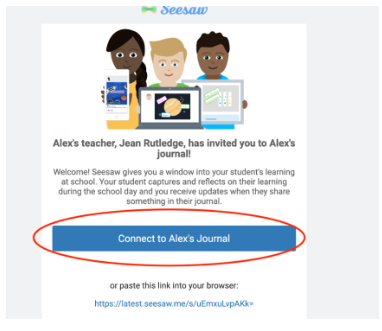 Seesaw
Alex's teacher, Jean Rutledge, has invited you to Alex's
journal!
Welcome! Seesaw gives you a window into your student's learning
at school. Your student captures and reflects on their learning
during the school day and you receive updates when they share
something in their journal.
Connect to Alex's Journal
or paste this link into your browser:
https://latest.seesaw.me/s/uEmxuLvpAKk=